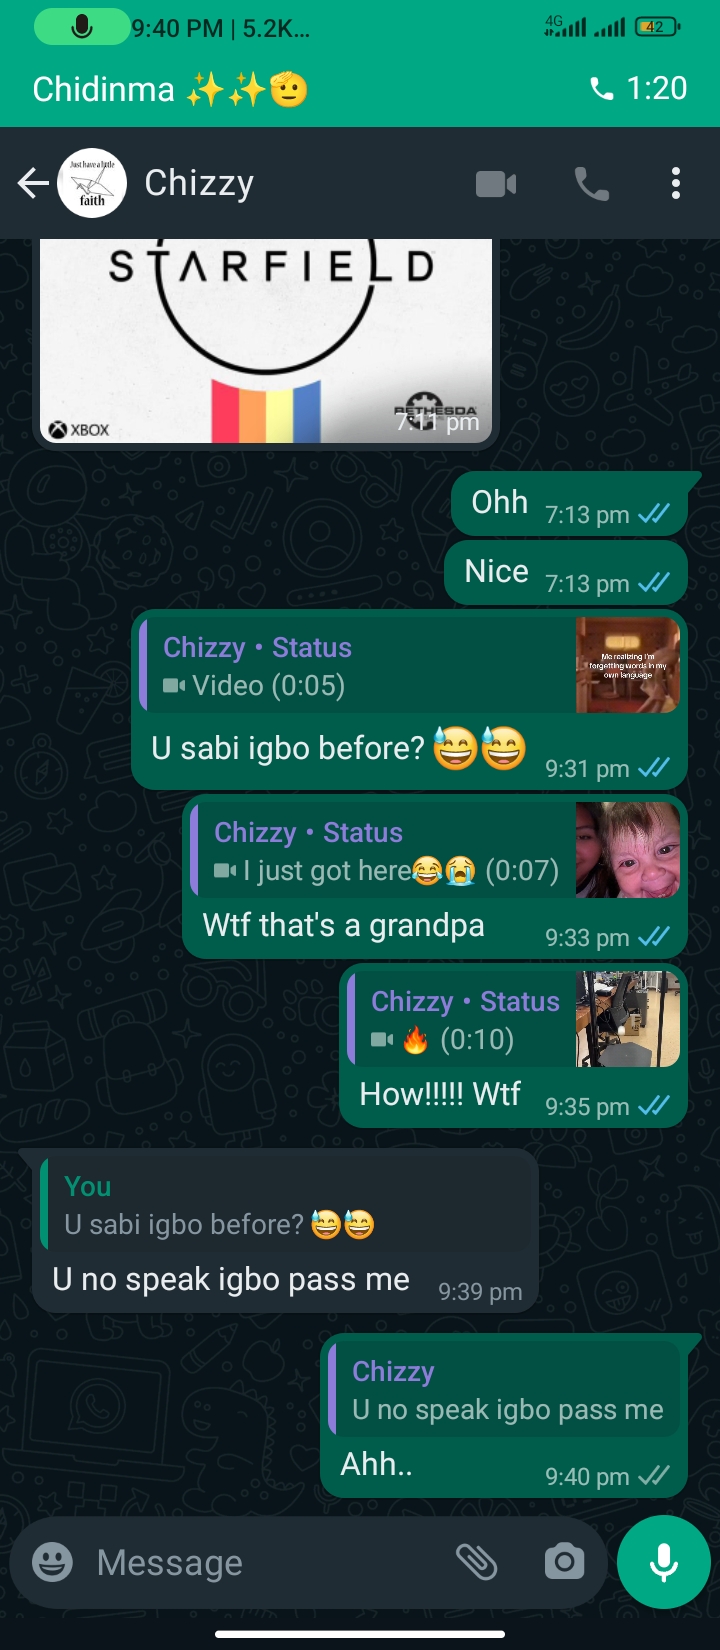 9:40 PM | 5.2K...
4G
42
Chidinma ✨✨🫡
1:20
Just have a little
faith
Chizzy
STARFIELD
XBOX
BETHESDA
7:11 pm
Ohh
7:13 pm
Nice
7:13 pm
Chizzy • Status
Video (0:05)
Me realizing I'm
forgetting words in my
own language
U sabi igbo before? 😅😅
9:31 pm
Chizzy • Status
I just got here😂😭 (0:07)
Wtf that's a grandpa
9:33 pm
Chizzy • Status
🔥 (0:10)
How!!!!! Wtf
9:35 pm
You
U sabi igbo before? 😅😅
U no speak igbo pass me
9:39 pm
Chizzy
U no speak igbo pass me
Ahh..
9:40 pm
Message